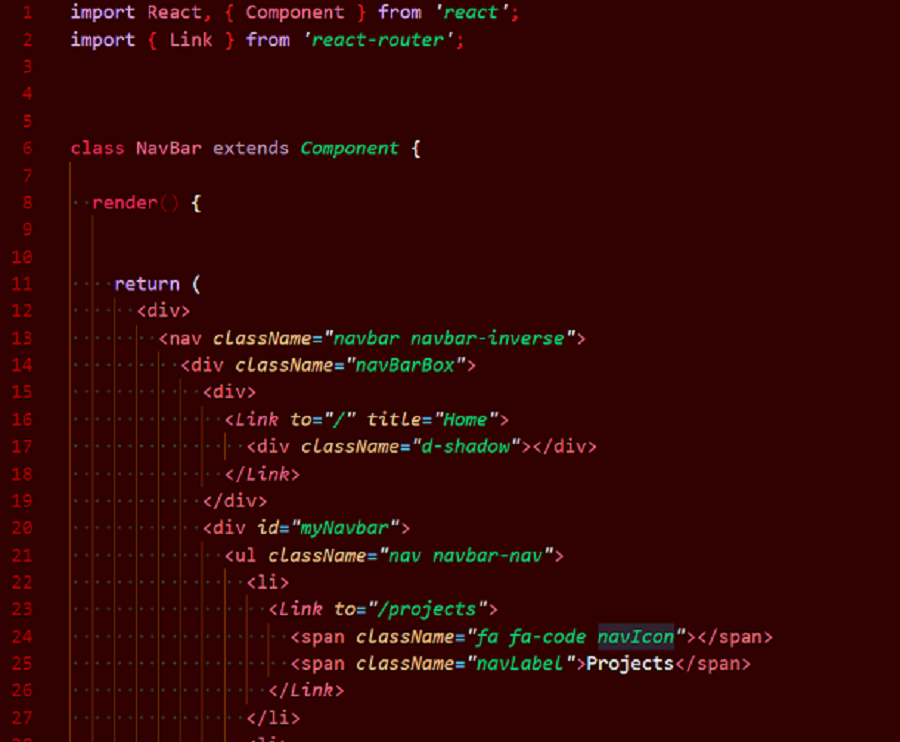 1 import React, { Component } from 'react';
2 import { Link } from 'react-router';
3
4
5
6 class NavBar extends Component {
7
8 render() {
9
10
11 return (
12 <div>
13 <nav className="navbar navbar-inverse">
14 <div className="navBarBox">
15 <div>
16 <Link to="/" title="Home">
17 <div className="d-shadow"></div>
18 </Link>
19 </div>
20 <div id="myNavbar">
21 <ul className="nav navbar-nav">
22 <li>
23 <Link to="/projects">
24 <span className="fa fa-code navIcon"></span>
25 <span className="navLabel">Projects</span>
26 </Link>
27 </li>